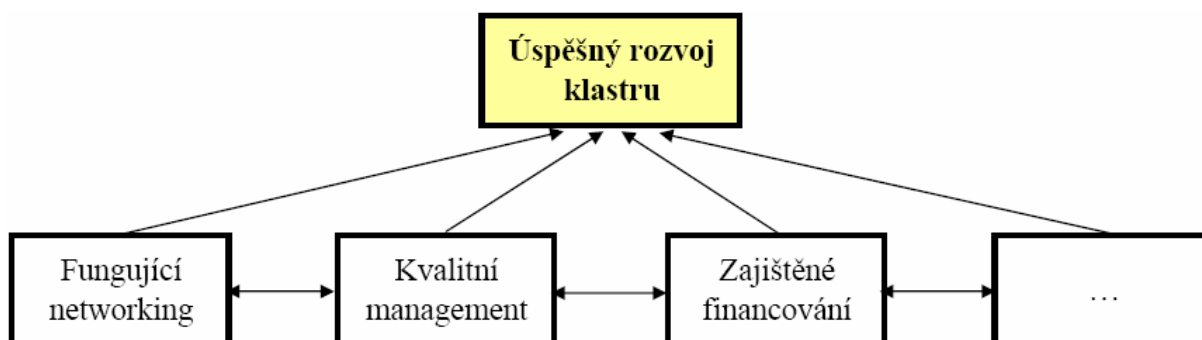 Úspěšný rozvoj
klastru
Fungující
networking
Kvalitní
management
Zajištěné
financování
…